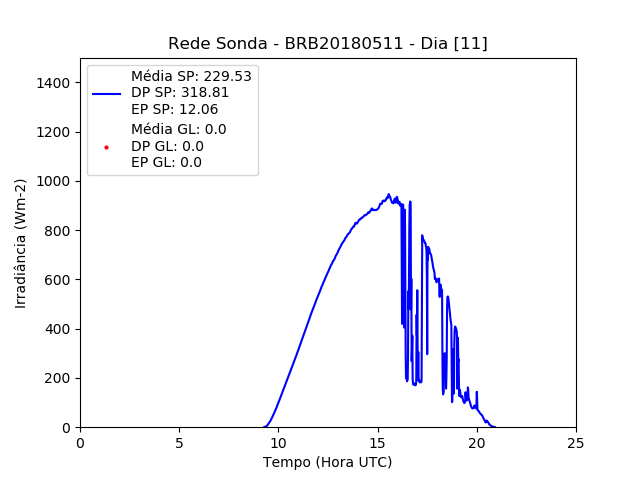 Rede Sonda - BRB20180511 - Dia [11]
Média SP: 229.53
DP SP: 318.81
EP SP: 12.06
Média GL: 0.0
DP GL: 0.0
EP GL: 0.0
1400
1200
1000
800
600
400
200
0
Irradiância (Wm-2)
0 5 10 15 20 25
Tempo (Hora UTC)